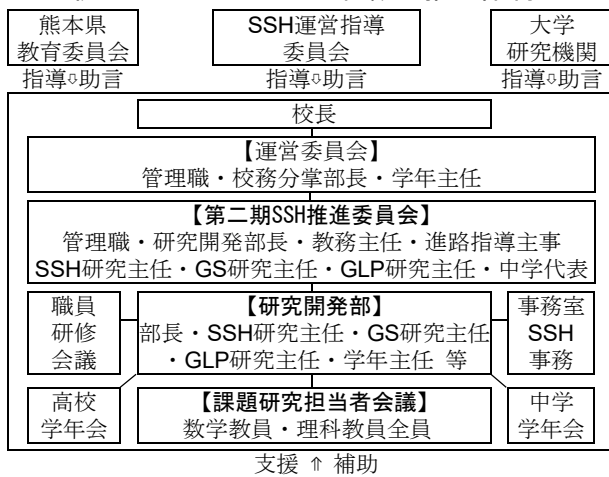 熊本県
教育委員会
SSH運営指導
委員会
大学
研究機関
指導⇩助言
指導⇩助言
指導⇩助言
校長
【運営委員会】
管理職・校務分掌部長・学年主任
【第二期SSH推進委員会】
管理職・研究開発部長・教務主任・進路指導主事
SSH研究主任・GS研究主任・GLP研究主任・中学代表
職員
研修
会議
【研究開発部】
部長・SSH研究主任・GS研究主任
・GLP研究主任・学年主任 等
事務室
SSH
事務
高校
学年会
【課題研究担当者会議】
数学教員・理科教員全員
中学
学年会
支援 ⇑ 補助